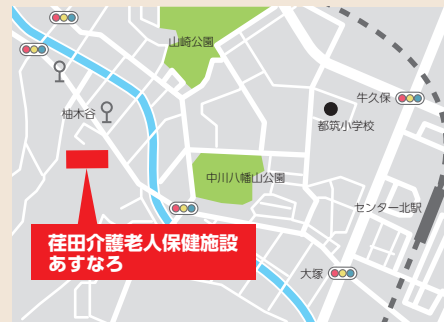 山崎公園
牛久保
柚木谷
都筑小学校
中川八幡山公園
センター北駅
荏田介護老人保健施設
あすなろ
大塚